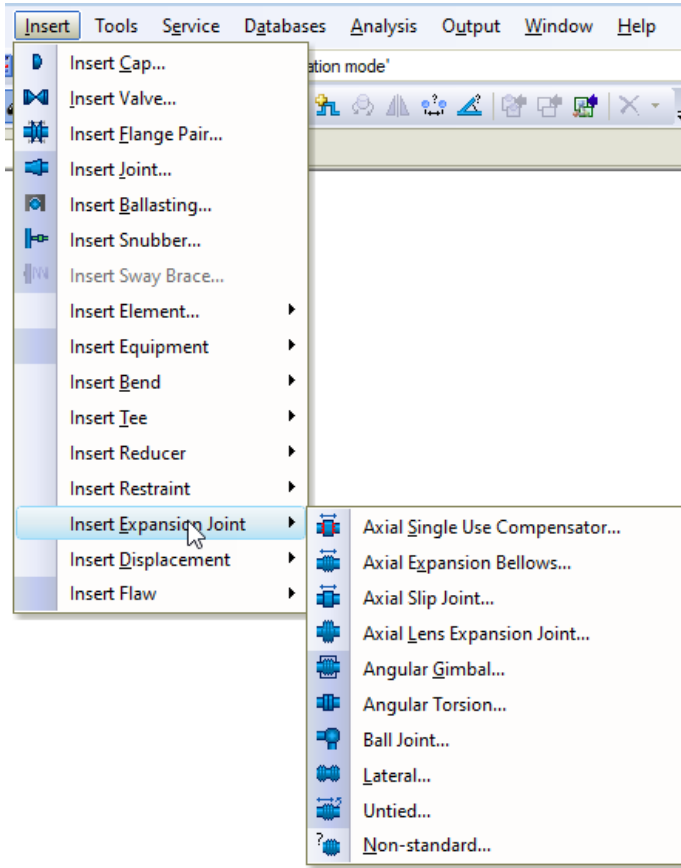 Insert Tools Service Databases Analysis Output Window Help
Insert Cap...
ation mode'
Insert Valve...
Insert Flange Pair...
Insert Joint...
Insert Ballasting...
Insert Snubber...
Insert Sway Brace...
Insert Element...
Insert Equipment
Insert Bend
Insert Tee
Insert Reducer
Insert Restraint
Insert Expansion Joint
Insert Displacement
Insert Flaw
Axial Single Use Compensator...
Axial Expansion Bellows...
Axial Slip Joint...
Axial Lens Expansion Joint...
Angular Gimbal...
Angular Torsion...
Ball Joint...
Lateral...
Untied...
Non-standard...